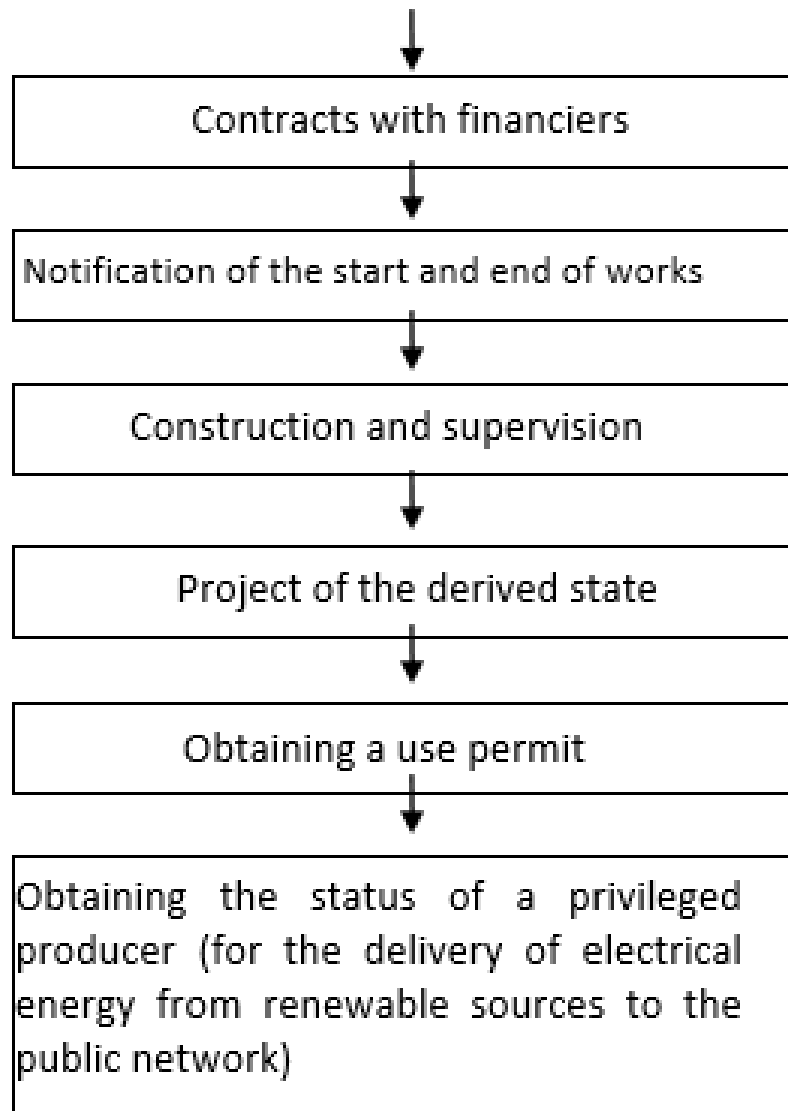 Contracts with financiers
Notification of the start and end of works
Construction and supervision
Project of the derived state
Obtaining a use permit
Obtaining the status of a privileged
producer (for the delivery of electrical
energy from renewable sources to the
public network)